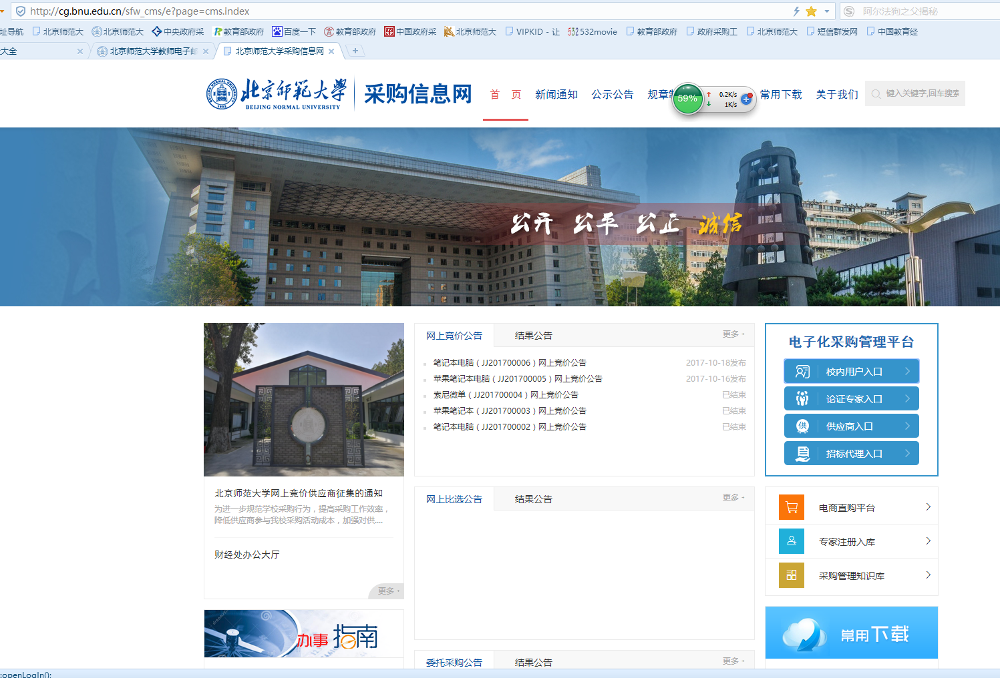 http://cg.bnu.edu.cn/sfw_cms/e?page=cms.index
阿尔法狗之父揭秘
址导航 北京师范大 北京师范大 中央政府采 教育部政府 百度一下 教育部政府 中国政府采 北京师范大 VIPKID - 让 532movie 教育部政府 政府采购工 北京师范大 短信群发网 中国教育经
大全 北京师范大学教师电子邮 北京师范大学采购信息网
北京师范大学 采购信息网
BEIJING NORMAL UNIVERSITY
首 页 新闻通知 公示公告 规章制 常用下载 关于我们 键入关键字,回车搜索
59% 0.2K/s
1K/s
公开 公平 公正 诚信
北京师范大学网上竞价供应商征集的通知
为进一步规范学校采购行为，提高采购工作效率，
降低供应商参与我校采购活动成本，加强对供....
财经处办公大厅
更多
办事指南
网上竞价公告 结果公告 更多
笔记本电脑（JJ201700006）网上竞价公告 2017-10-18发布
苹果笔记本电脑（JJ201700005）网上竞价公告 2017-10-16发布
索尼微单（JJ201700004）网上竞价公告 已结束
苹果笔记本（JJ201700003）网上竞价公告 已结束
笔记本电脑（JJ201700002）网上竞价公告 已结束
网上比选公告 结果公告 更多
委托采购公告 结果公告 更多
电子化采购管理平台
校内用户入口
论证专家入口
供 供应商入口
招标代理入口
电商直购平台
专家注册入库
采购管理知识库
常用下载
:openLogIn();